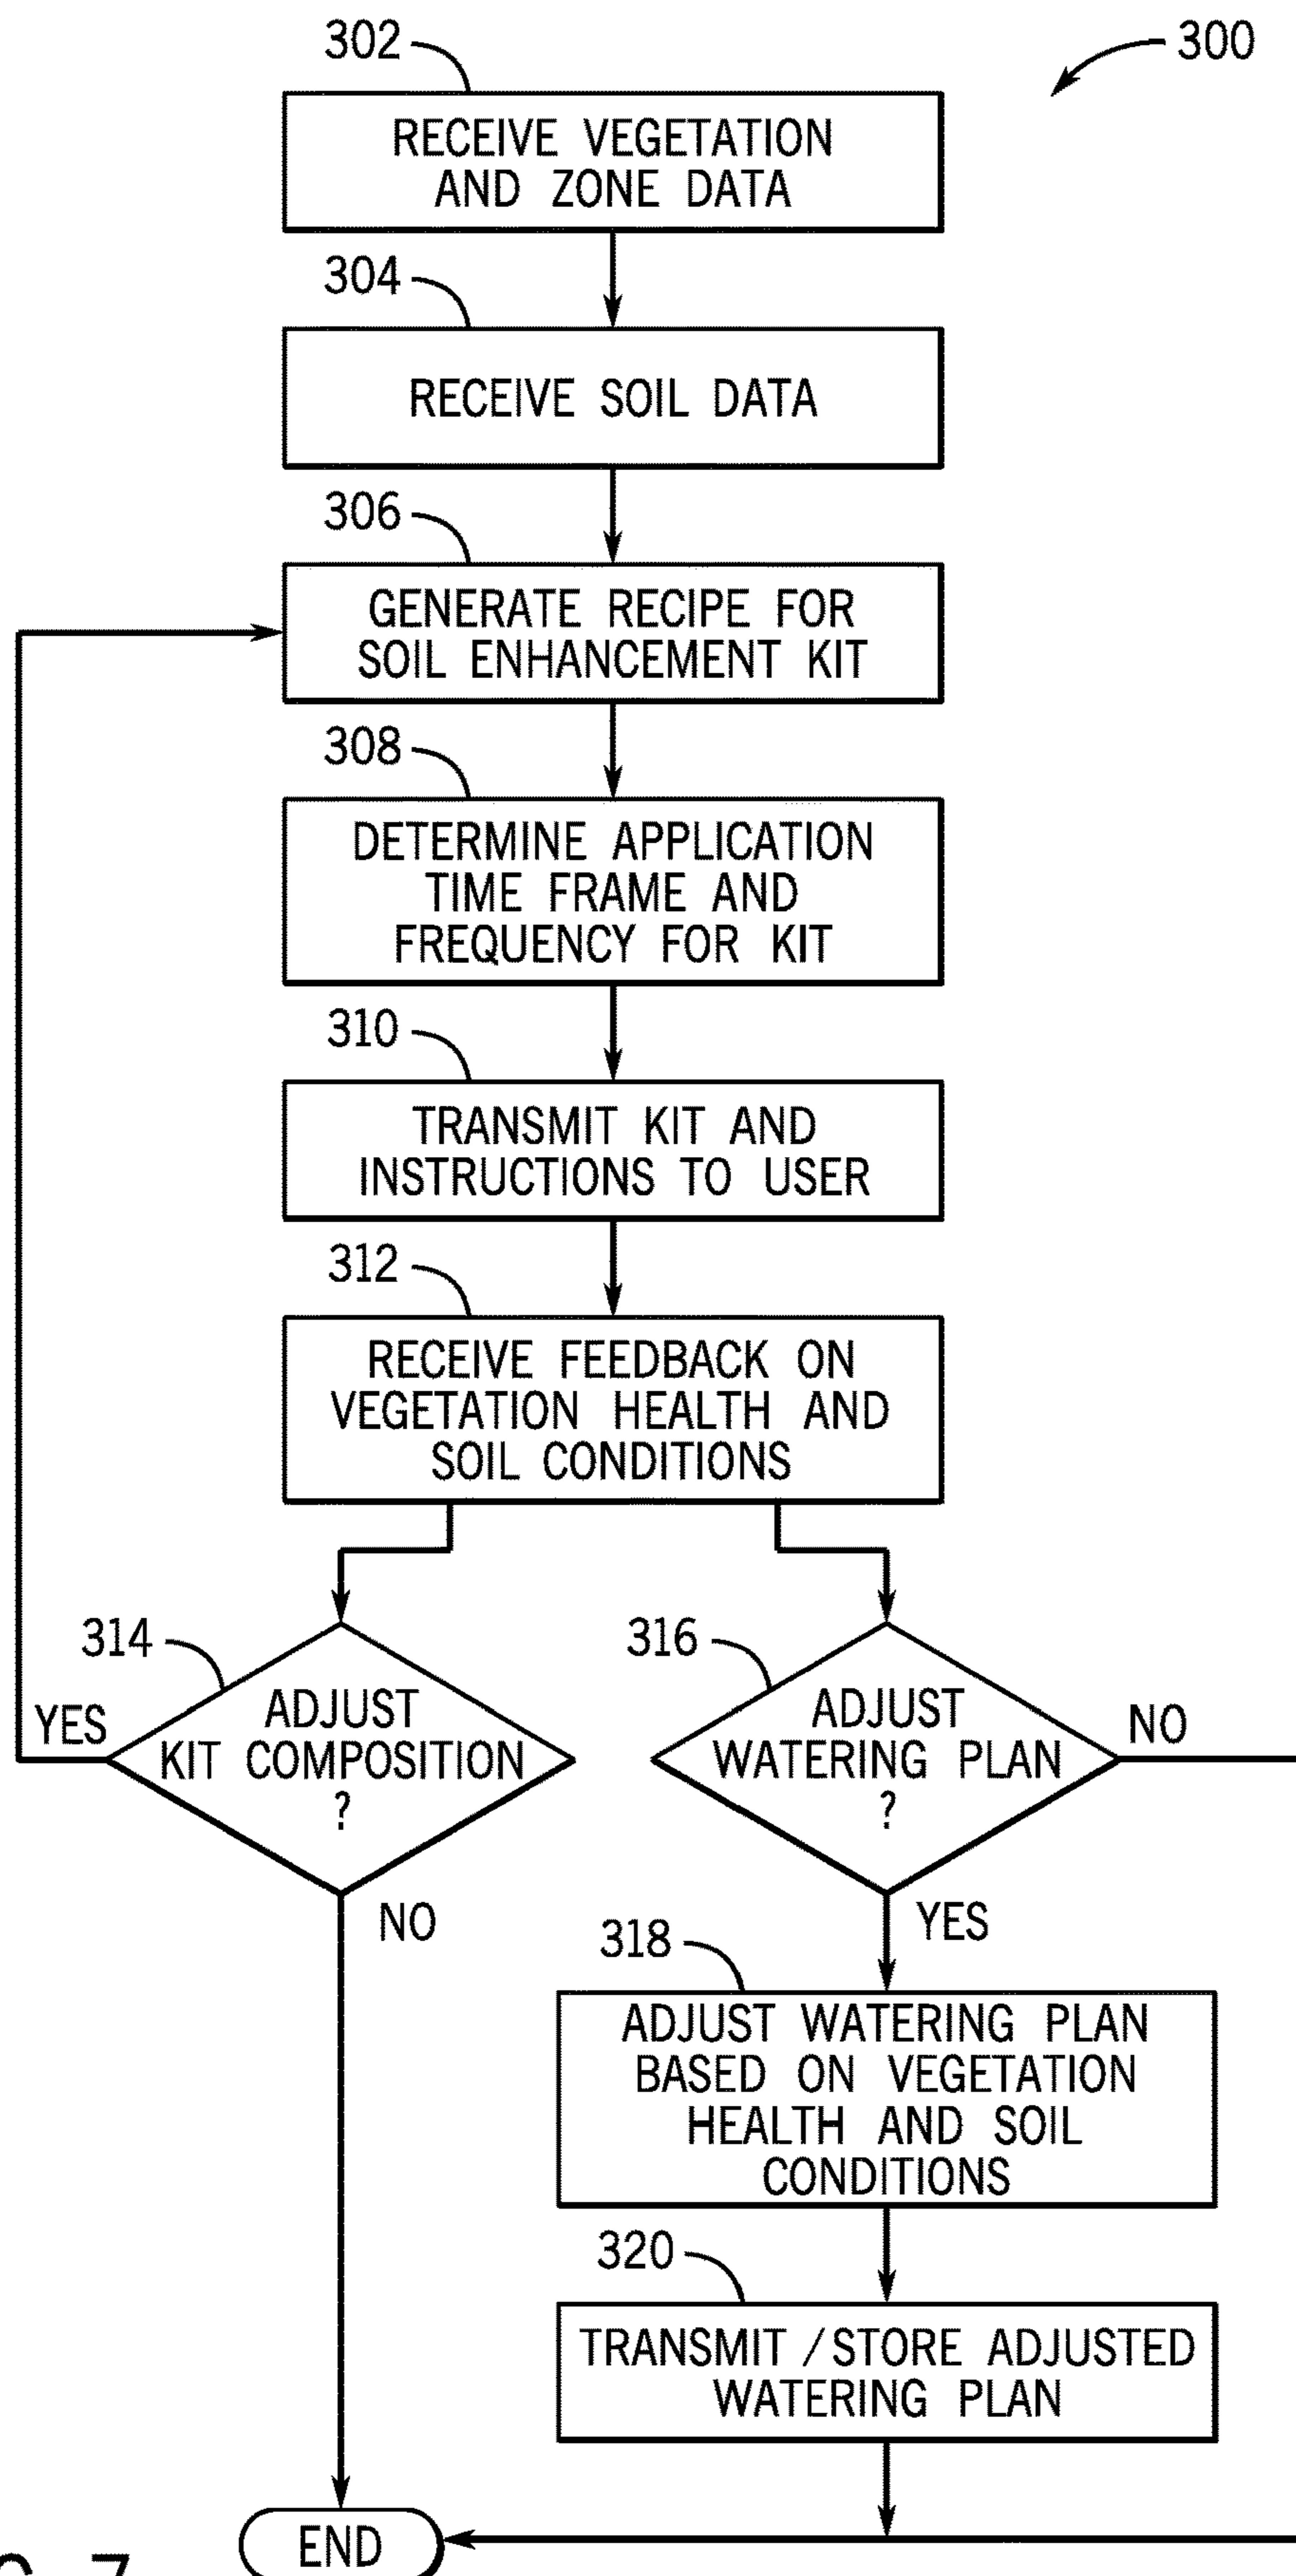 302
300
RECEIVE VEGETATION
AND ZONE DATA
304
RECEIVE SOIL DATA
306
GENERATE RECIPE FOR
SOIL ENHANCEMENT KIT
308
DETERMINE APPLICATION
TIME FRAME AND
FREQUENCY FOR KIT
310
TRANSMIT KIT AND
INSTRUCTIONS TO USER
312
RECEIVE FEEDBACK ON
VEGETATION HEALTH AND
SOIL CONDITIONS
314
ADJUST
KIT COMPOSITION
?
YES
NO
316
ADJUST
WATERING PLAN
?
NO
YES
318
ADJUST WATERING PLAN
BASED ON VEGETATION
HEALTH AND SOIL
CONDITIONS
320
TRANSMIT /STORE ADJUSTED
WATERING PLAN
END